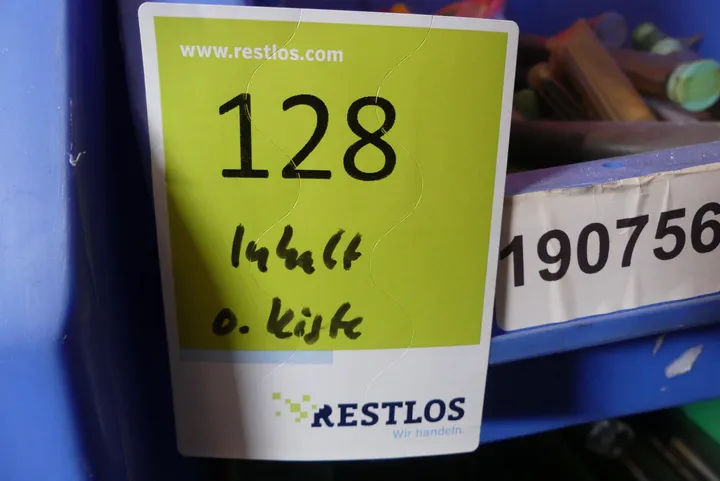 www.restlos.com
128
Inhalt
o. Kiste
190756
RESTLOS
Wir handeln.